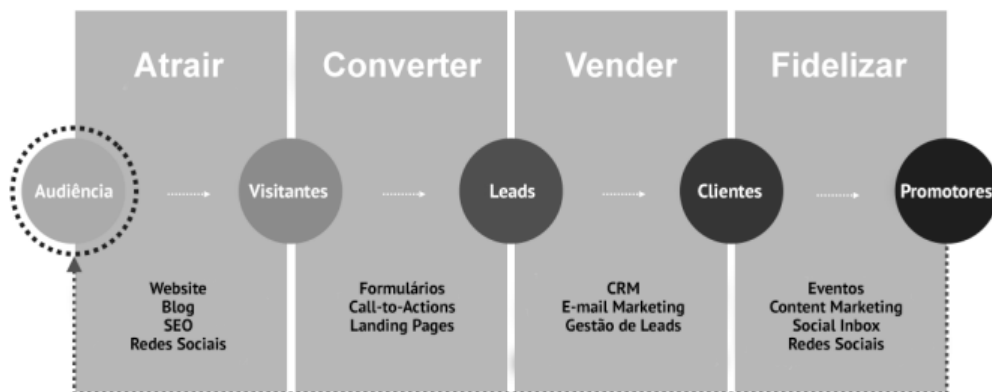 Atrair
Converter
Vender
Fidelizar
Audiência
Visitantes
Leads
Clientes
Promotores
Website
Blog
SEO
Redes Sociais
Formulários
Call-to-Actions
Landing Pages
CRM
E-mail Marketing
Gestão de Leads
Eventos
Content Marketing
Social Inbox
Redes Sociais